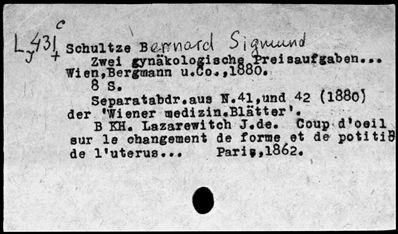 L,431 c
Schultze Bernard Sigmund
Zwei gynäkologische Preisaufgaben...
Wien,Bergmann u.Co.,1880.
8 S.
Separatabdr.aus N.41,und 42 (1880)
der 'Wiener medizin.Blätter'.
B KH. Lazarewitch J.de. Coup d'oeil
sur le changement de forme et de potitiß
de l'uterus... Paris,1862.